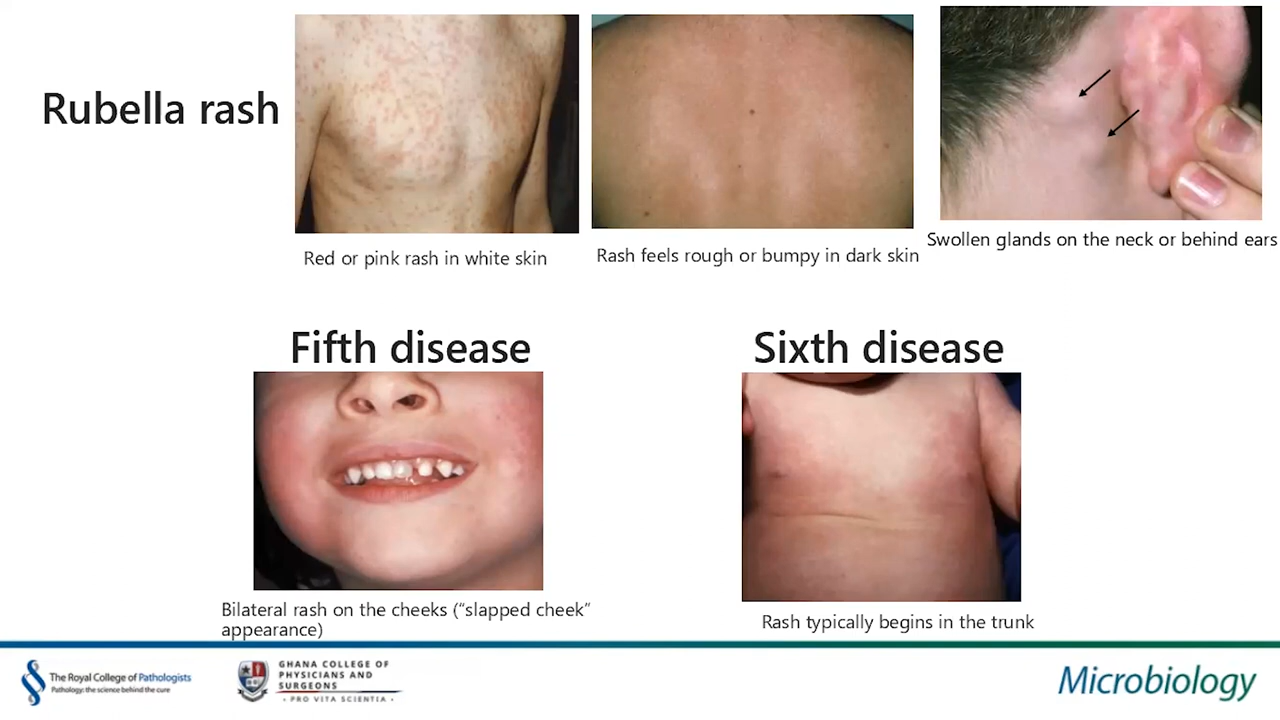 Rubella rash
Red or pink rash in white skin
Rash feels rough or bumpy in dark skin
Swollen glands on the neck or behind ears
Fifth disease
Sixth disease
Bilateral rash on the cheeks (“slapped cheek”
appearance)
Rash typically begins in the trunk
The Royal College of Pathologists
Pathology: the science behind the cure
GHANA COLLEGE OF
PHYSICIANS AND
SURGEONS
· PRO VITA SCIENTIA ·
Microbiology